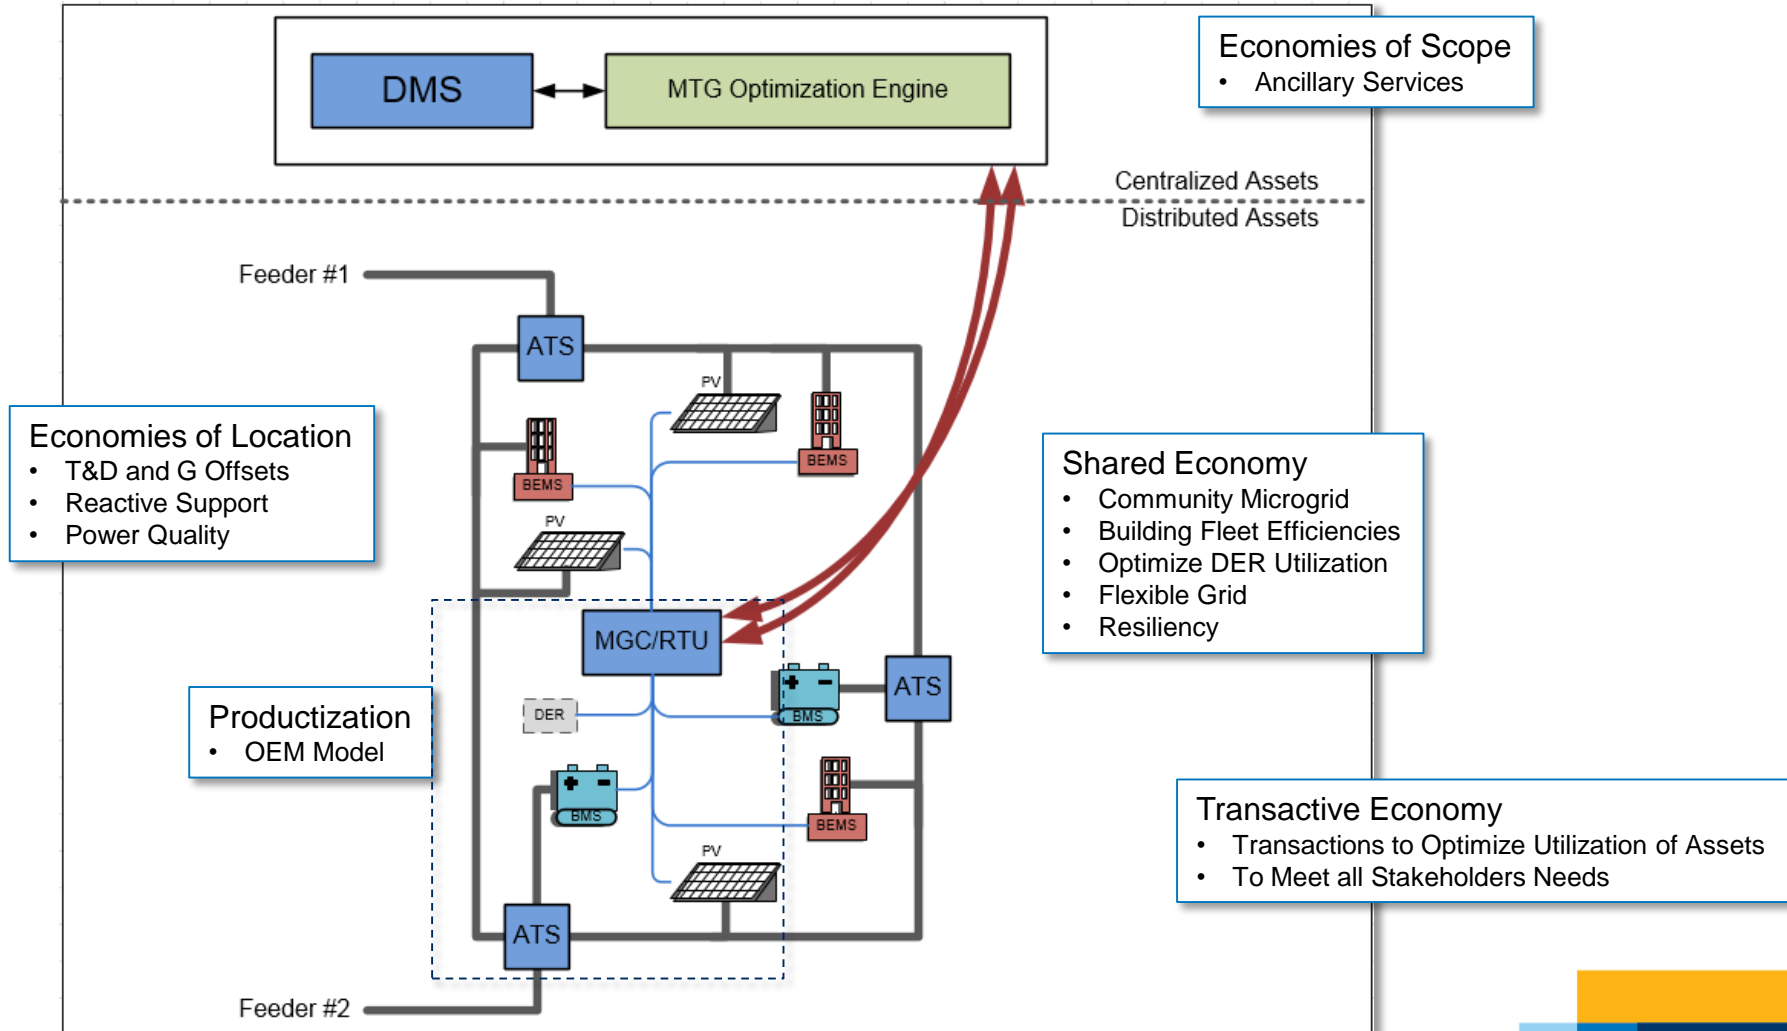 DMS
MTG Optimization Engine
Economies of Scope
• Ancillary Services
Centralized Assets
Distributed Assets
Feeder #1
ATS
PV
BEMS
Economies of Location
• T&D and G Offsets
• Reactive Support
• Power Quality
BEMS
PV
Shared Economy
• Community Microgrid
• Building Fleet Efficiencies
• Optimize DER Utilization
• Flexible Grid
• Resiliency
MGC/RTU
ATS
BMS
DER
Productization
• OEM Model
BMS
BEMS
PV
Transactive Economy
• Transactions to Optimize Utilization of Assets
• To Meet all Stakeholders Needs
ATS
Feeder #2